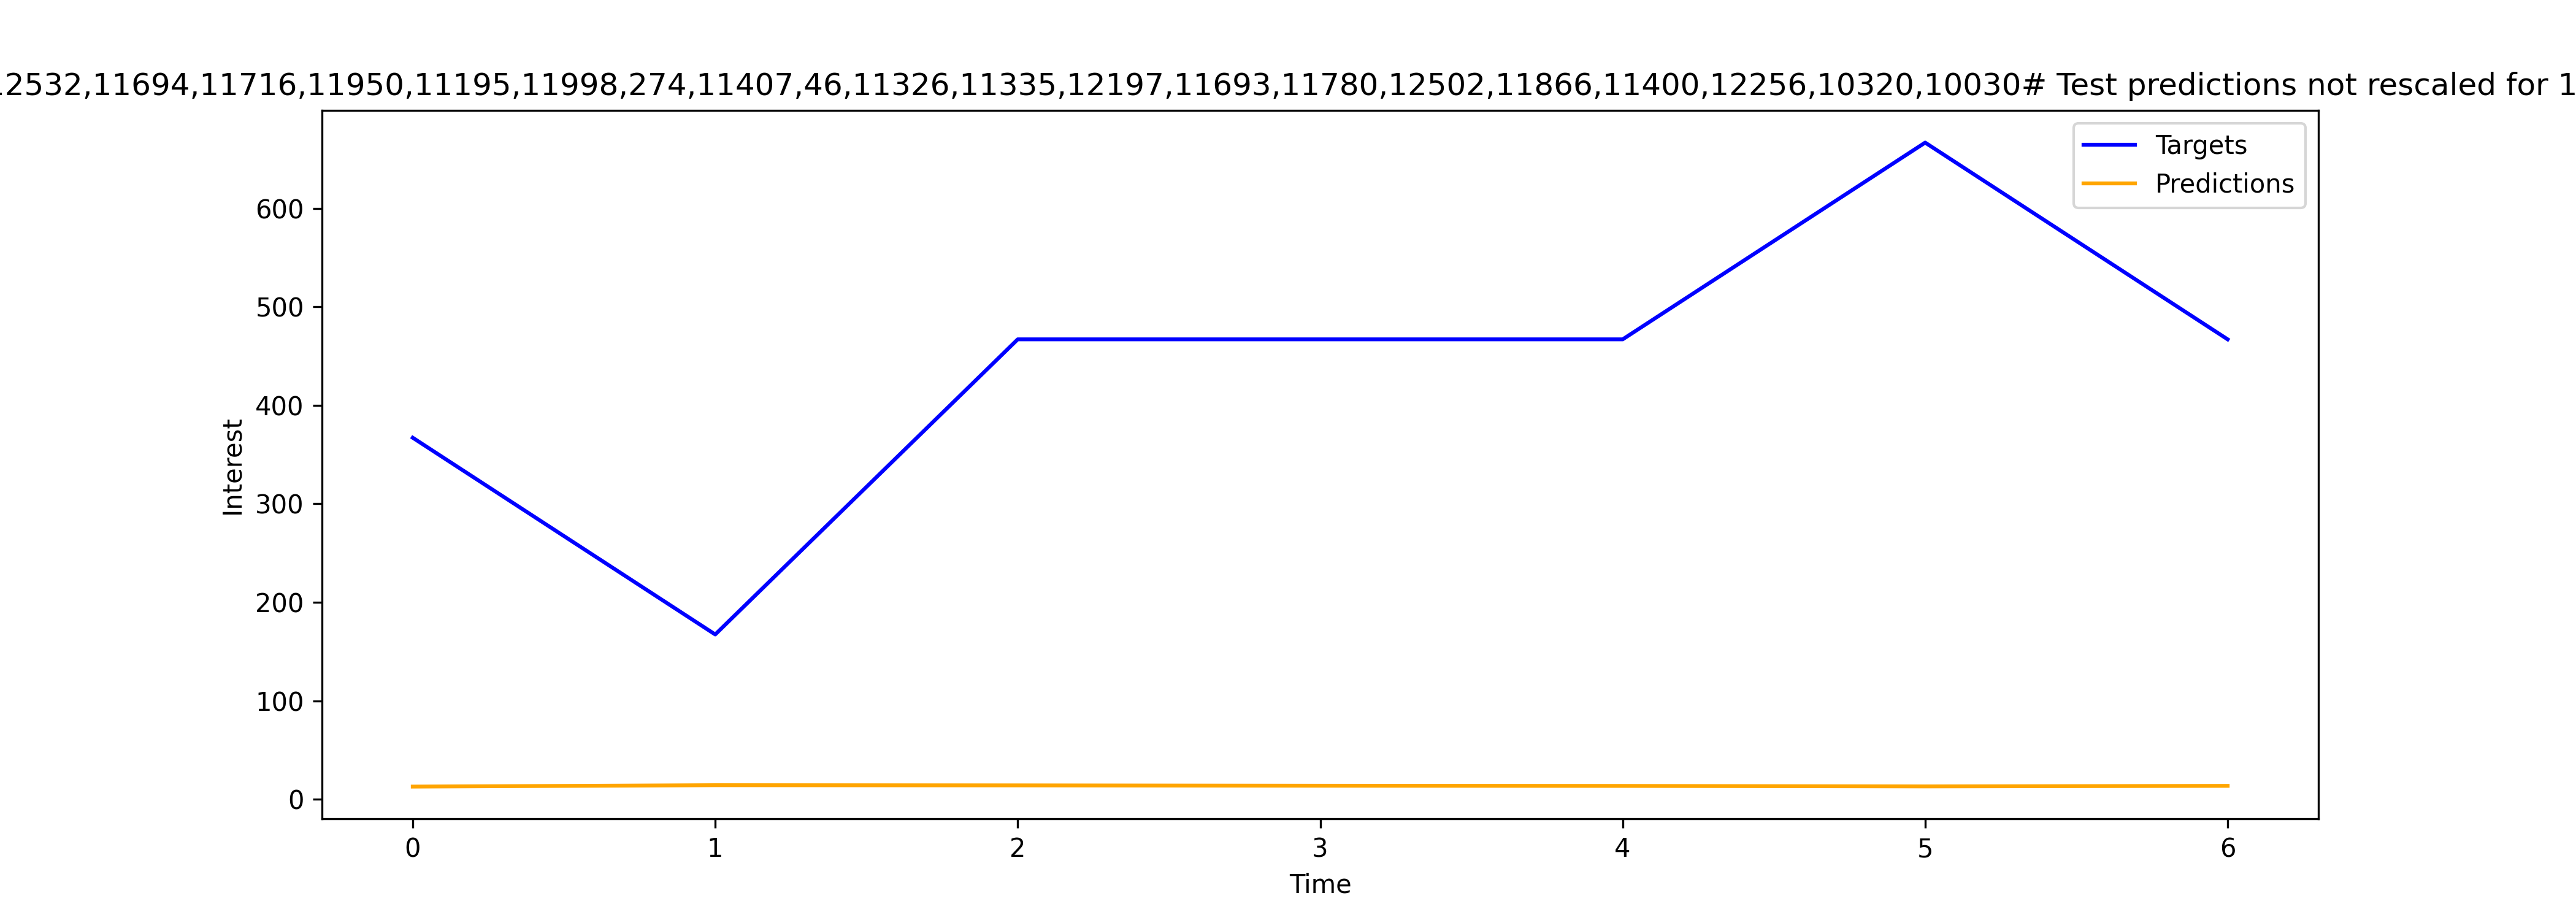 2532,11694,11716,11950,11195,11998,274,11407,46,11326,11335,12197,11693,11780,12502,11866,11400,12256,10320,10030# Test predictions not rescaled for 1
Targets
Predictions
600
500
400
300
200
100
0
Interest
0 1 2 3 4 5 6
Time